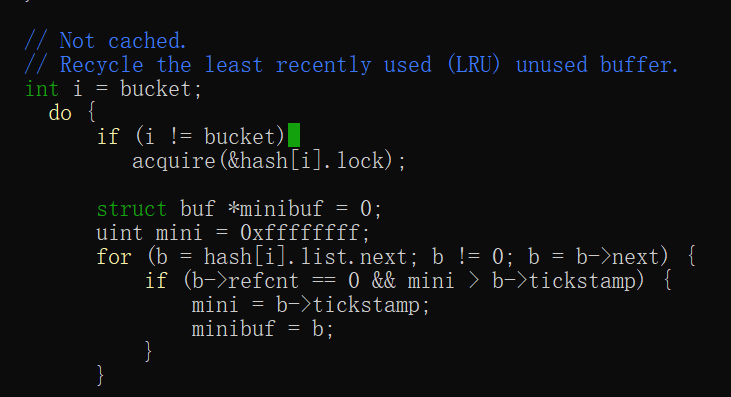 // Not cached.
// Recycle the least recently used (LRU) unused buffer.
int i = bucket;
do {
if (i != bucket)
acquire(&hash[i].lock);
struct buf *minibuf = 0;
uint mini = 0xffffffff;
for (b = hash[i].list.next; b != 0; b = b->next) {
if (b->refcnt == 0 && mini > b->tickstamp) {
mini = b->tickstamp;
minibuf = b;
}
}